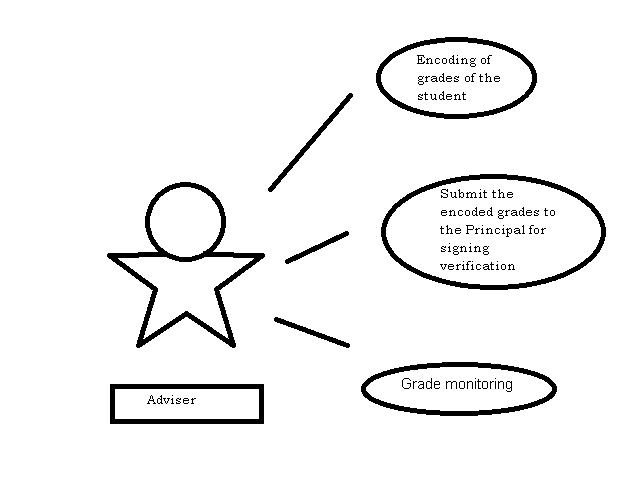 Encoding of
grades of the
student
Submit the
encoded grades to
the Principal for
signing
verification
Grade monitoring
Adviser